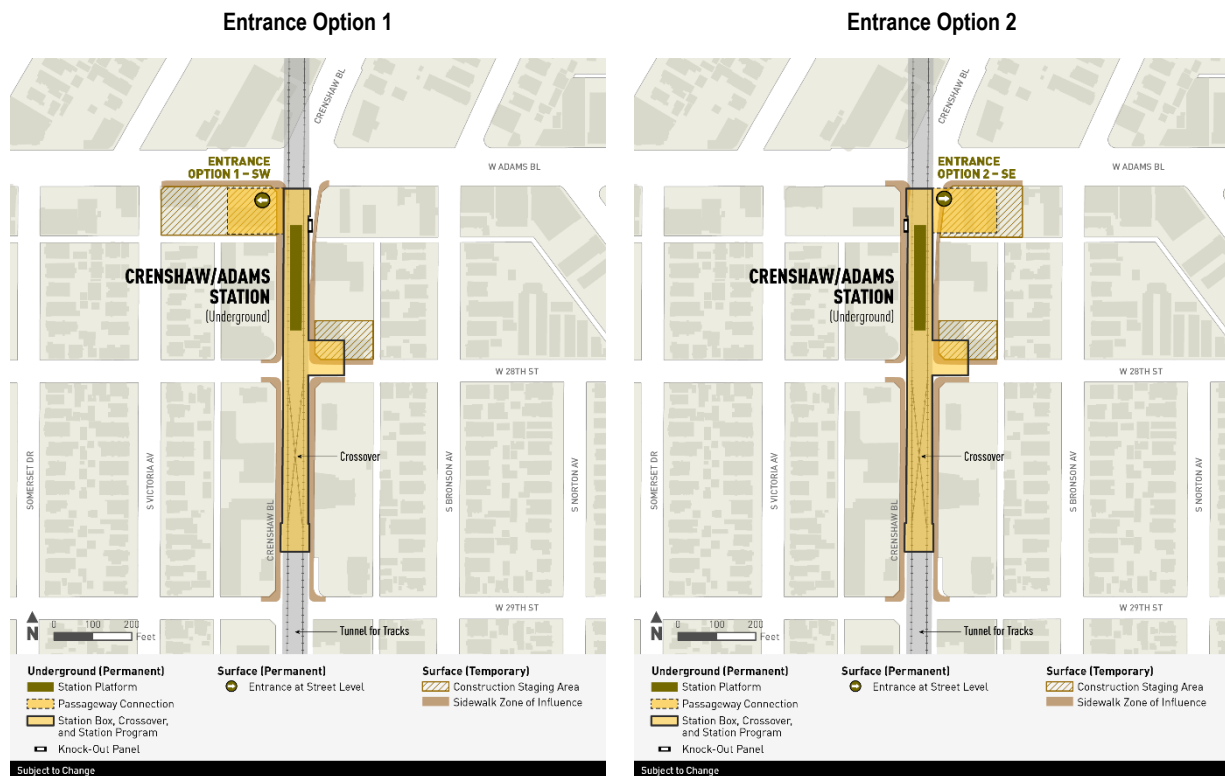 Entrance Option 1
CRENSHAW BL
ENTRANCE
OPTION 1 – SW
W ADAMS BL
CRENSHAW/ADAMS
STATION
(Underground)
W 28TH ST
Crossover
SOMERSET DR
S VICTORIA AV
CRENSHAW BL
S BRONSON AV
S NORTON AV
W 29TH ST
N
0 100 200
Feet
Tunnel for Tracks
Underground (Permanent)
Station Platform
Passageway Connection
Station Box, Crossover,
and Station Program
Knock-Out Panel
Surface (Permanent)
Entrance at Street Level
Surface (Temporary)
Construction Staging Area
Sidewalk Zone of Influence
Subject to Change
Entrance Option 2
CRENSHAW BL
ENTRANCE
OPTION 2 – SE
W ADAMS BL
CRENSHAW/ADAMS
STATION
(Underground)
W 28TH ST
Crossover
SOMERSET DR
S VICTORIA AV
CRENSHAW BL
S BRONSON AV
S NORTON AV
W 29TH ST
N
0 100 200
Feet
Tunnel for Tracks
Underground (Permanent)
Station Platform
Passageway Connection
Station Box, Crossover,
and Station Program
Knock-Out Panel
Surface (Permanent)
Entrance at Street Level
Surface (Temporary)
Construction Staging Area
Sidewalk Zone of Influence
Subject to Change